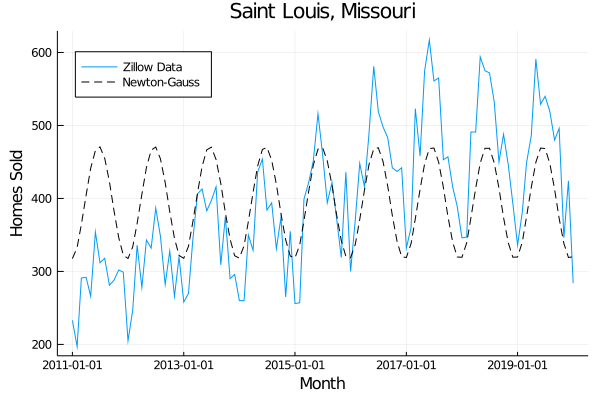 Saint Louis, Missouri
Zillow Data
Newton-Gauss
Homes Sold
600
500
400
300
200
2011-01-01
2013-01-01
2015-01-01
2017-01-01
2019-01-01
Month